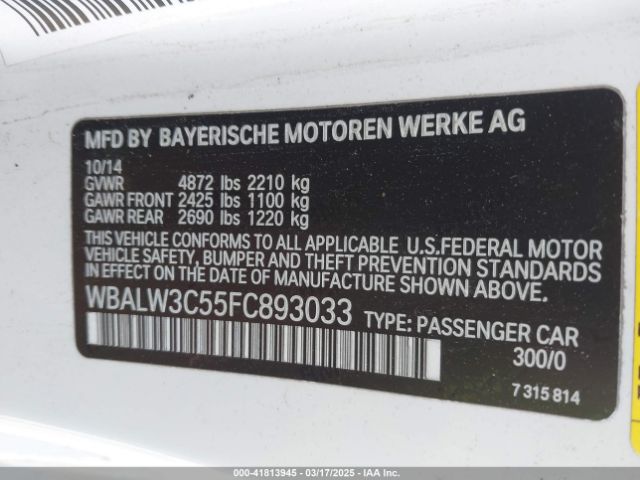 MFD BY BAYERISCHE MOTOREN WERKE AG
10/14
GVWR 4872 lbs 2210 kg
GAWR FRONT 2425 lbs 1100 kg
GAWR REAR 2690 lbs 1220 kg
THIS VEHICLE CONFORMS TO ALL APPLICABLE U.S.FEDERAL MOTOR
VEHICLE SAFETY, BUMPER AND THEFT PREVENTION STANDARDS
IN EFFECT ON THE DATE OF MANUFACTURE SHOWN ABOVE.
WBALW3C55FC893033 TYPE: PASSENGER CAR
300/0
7 315 814
000-41813945 - 03/17/2025 - IAAI.COM